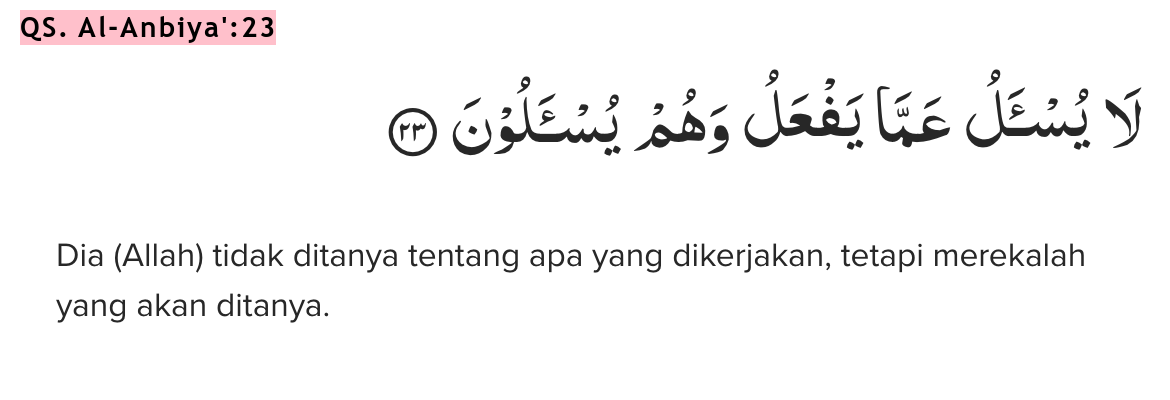 QS. Al-Anbiya':23
لَا يُسْـَٔلُ عَمَّا يَفْعَلُ وَهُمْ يُسْـَٔلُوْنَ ٢٣
Dia (Allah) tidak ditanya tentang apa yang dikerjakan, tetapi merekalah
yang akan ditanya.